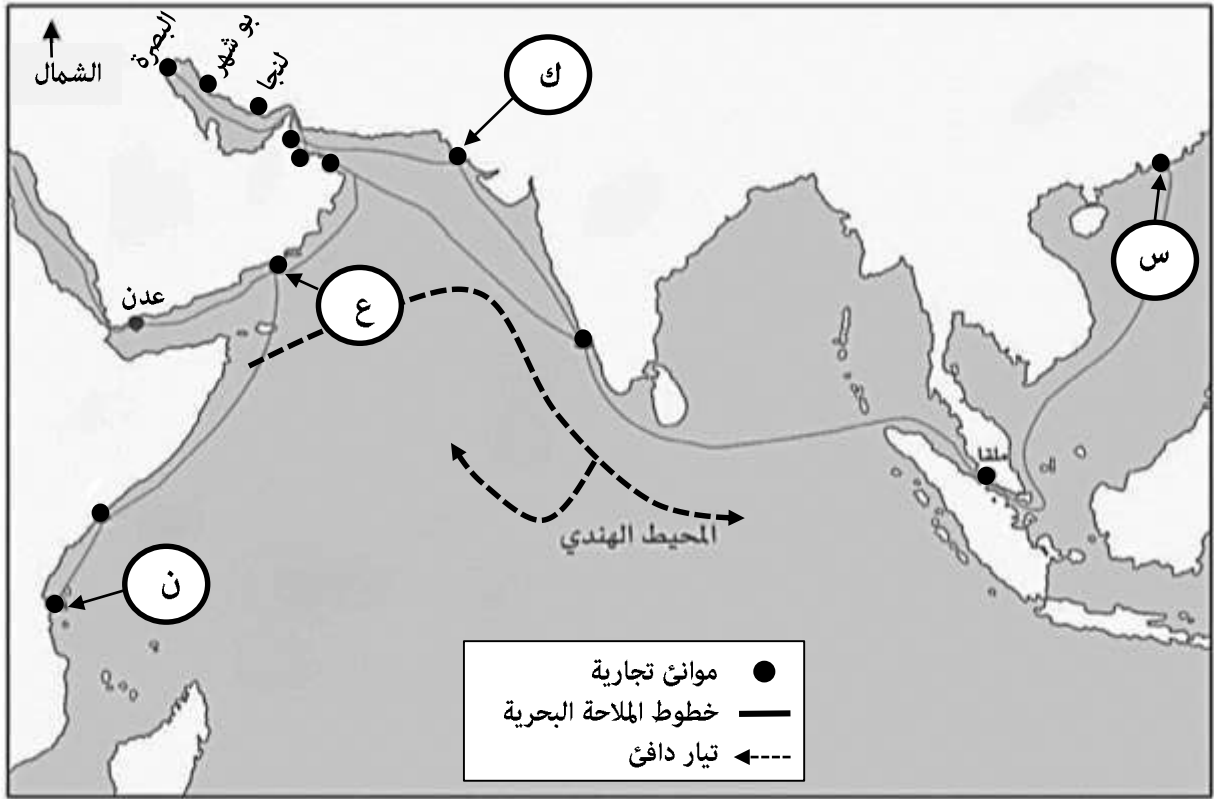 الشمال
البصرة
بو شهر
لنجا
ك
س
ع
عدن
ملقا
المحيط الهندي
ن
موانئ تجارية
خطوط الملاحة البحرية
تيار دافئ